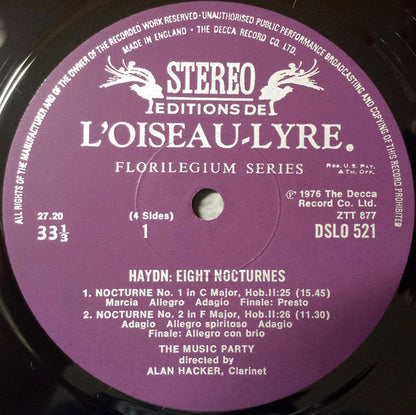 ALL RIGHTS OF THE MANUFACTURER AND OF THE OWNER OF THE RECORDED WORK RESERVED · UNAUTHORISED PUBLIC PERFORMANCE BROADCASTING AND COPYING OF THIS RECORD PROHIBITED
MADE IN ENGLAND · THE DECCA RECORD CO. LTD.
STEREO
EDITIONS DE
L'OISEAU-LYRE.
FLORILEGIUM SERIES
REG. U.S. PAT.
& TM. OFF.
℗ 1976 The Decca
Record Co. Ltd.
27.20 (4 Sides) ZTT 877
33⅓ 1 DSLO 521
HAYDN: EIGHT NOCTURNES
1. NOCTURNE No. 1 in C Major, Hob.II:25 (15.45)
Marcia Allegro Adagio Finale: Presto
2. NOCTURNE No. 2 in F Major, Hob.II:26 (11.30)
Adagio Allegro spiritoso Adagio
Finale: Allegro con brio
THE MUSIC PARTY
directed by
ALAN HACKER, Clarinet